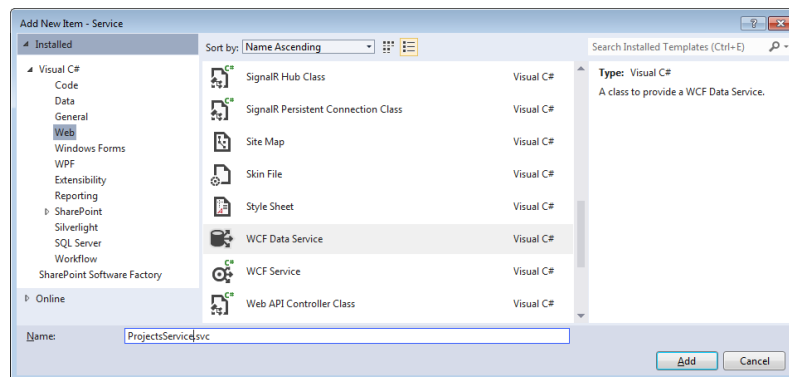 Add New Item - Service
Installed
Sort by: Name Ascending
Search Installed Templates (Ctrl+E)
Visual C#
Code
Data
General
Web
Windows Forms
WPF
Extensibility
Reporting
SharePoint
Silverlight
SQL Server
Workflow
SharePoint Software Factory
Online
SignalR Hub Class Visual C#
SignalR Persistent Connection Class Visual C#
Site Map Visual C#
Skin File Visual C#
Style Sheet Visual C#
WCF Data Service Visual C#
WCF Service Visual C#
Web API Controller Class Visual C#
Type: Visual C#
A class to provide a WCF Data Service.
Name: ProjectsService.svc
Add Cancel